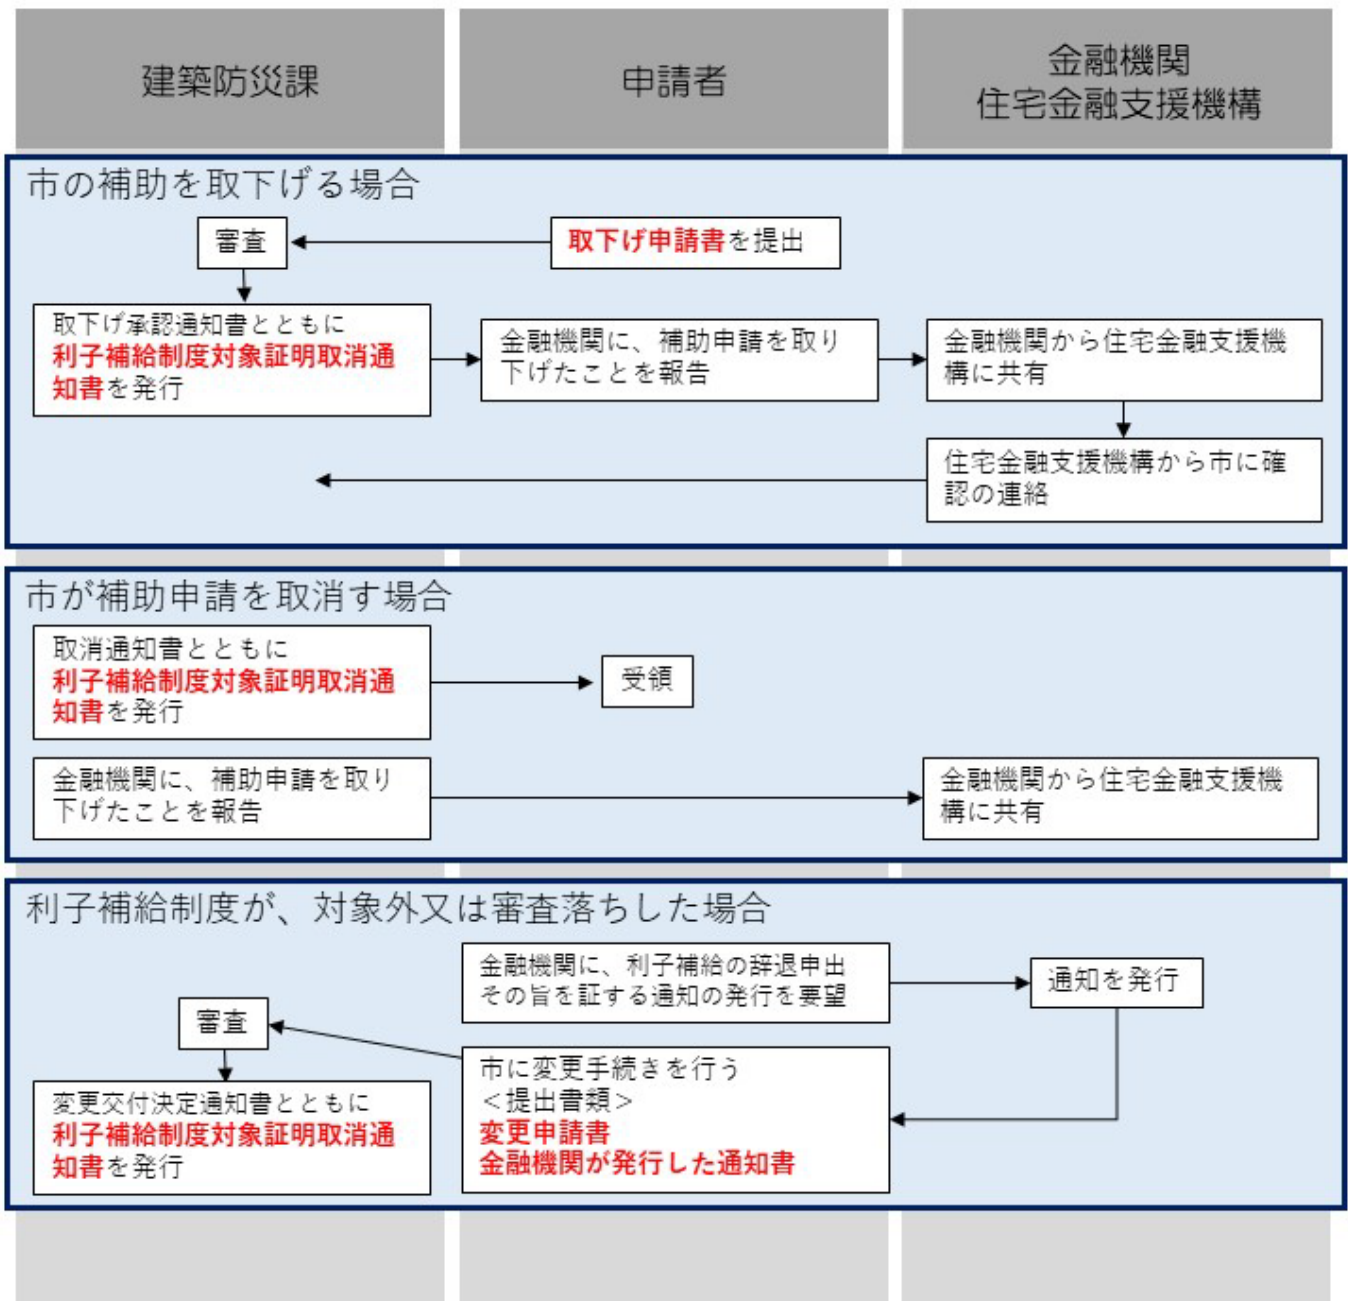 建築防災課
申請者
金融機関
住宅金融支援機構
市の補助を取下げる場合
審査
取下げ申請書を提出
取下げ承認通知書とともに
利子補給制度対象証明取消通
知書を発行
金融機関に、補助申請を取り
下げたことを報告
金融機関から住宅金融支援機
構に共有
住宅金融支援機構から市に確
認の連絡
市が補助申請を取消す場合
取消通知書とともに
利子補給制度対象証明取消通
知書を発行
受領
金融機関に、補助申請を取り
下げたことを報告
金融機関から住宅金融支援機
構に共有
利子補給制度が、対象外又は審査落ちした場合
金融機関に、利子補給の辞退申出
その旨を証する通知の発行を要望
通知を発行
審査
市に変更手続きを行う
＜提出書類＞
変更申請書
金融機関が発行した通知書
変更交付決定通知書とともに
利子補給制度対象証明取消通
知書を発行